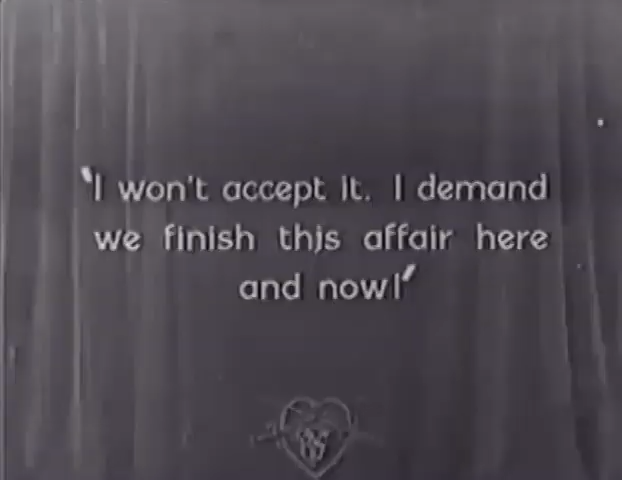 'I won't accept it. I demand
we finish this affair here
and now!'